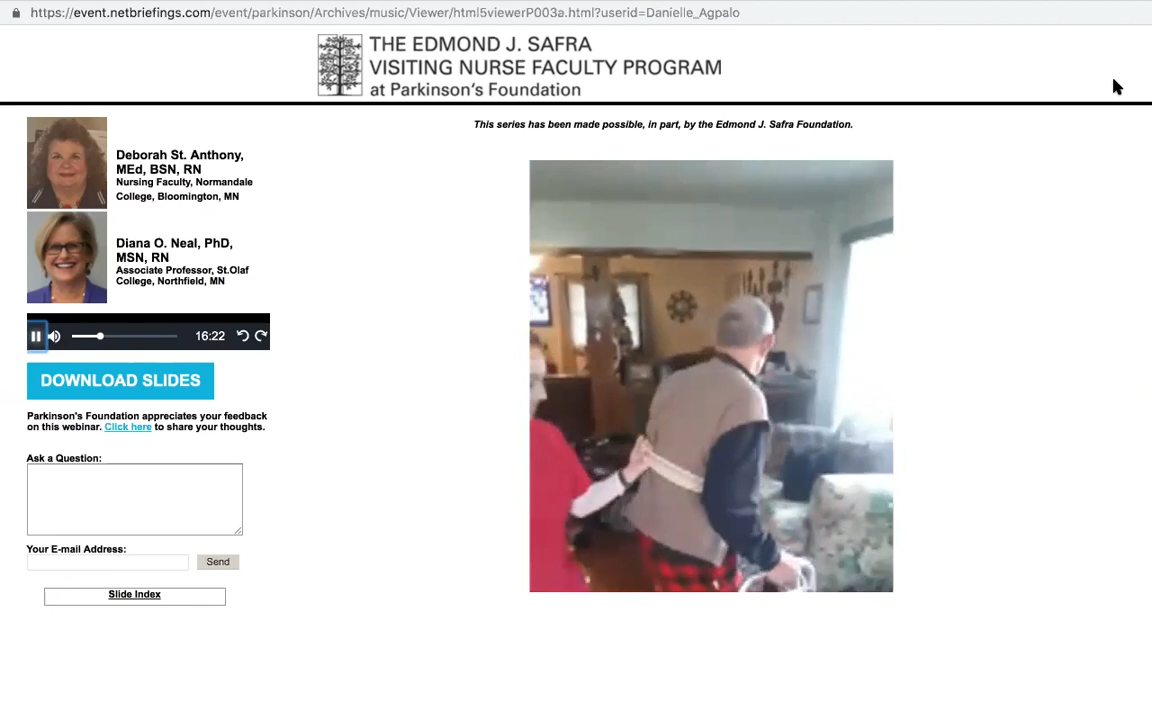 https://event.netbriefings.com/event/parkinson/Archives/music/Viewer/html5viewerP003a.html?userid=Danielle_Agpalo
THE EDMOND J. SAFRA
VISITING NURSE FACULTY PROGRAM
at Parkinson's Foundation
This series has been made possible, in part, by the Edmond J. Safra Foundation.
Deborah St. Anthony,
MEd, BSN, RN
Nursing Faculty, Normandale
College, Bloomington, MN
Diana O. Neal, PhD,
MSN, RN
Associate Professor, St.Olaf
College, Northfield, MN
16:22
DOWNLOAD SLIDES
Parkinson's Foundation appreciates your feedback
on this webinar. Click here to share your thoughts.
Ask a Question:
Your E-mail Address:
Send
Slide Index